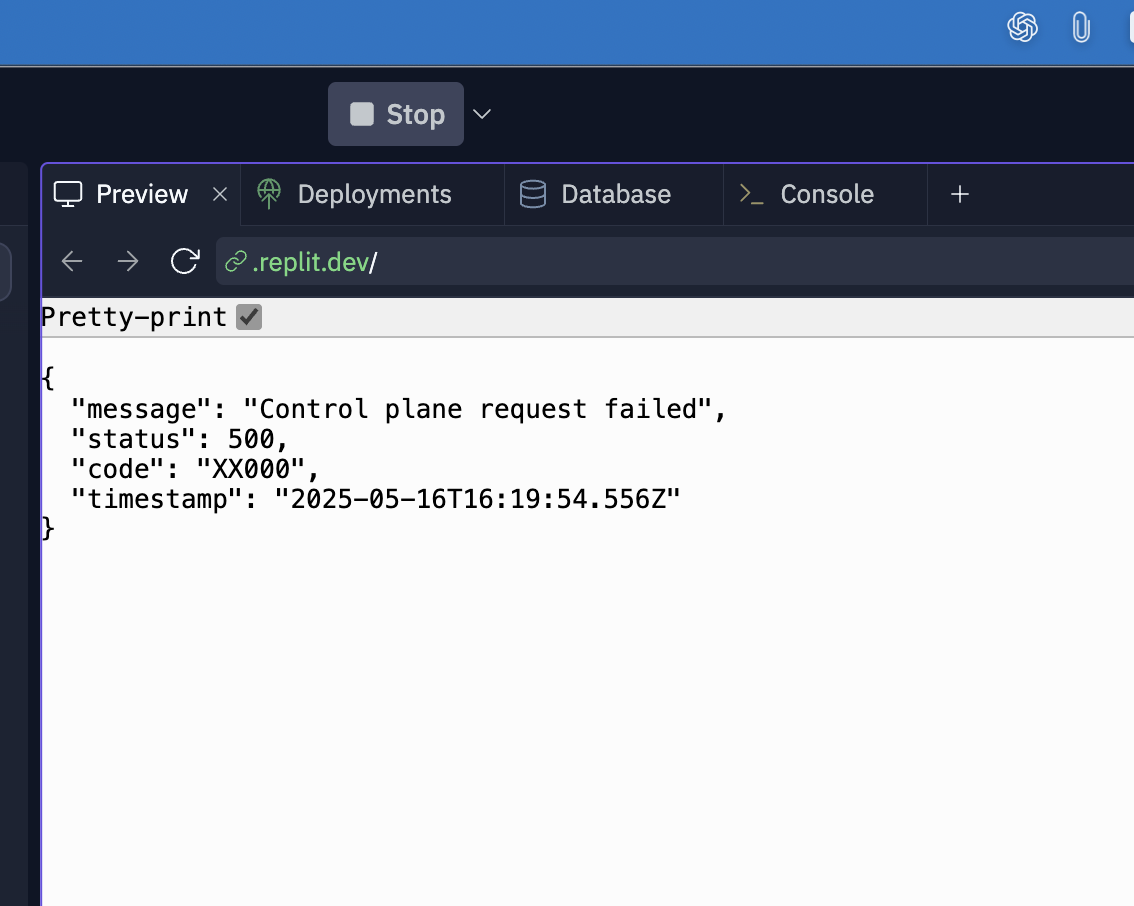 Stop
Preview Deployments Database Console
.replit.dev/
Pretty-print
{
"message": "Control plane request failed",
"status": 500,
"code": "XX000",
"timestamp": "2025-05-16T16:19:54.556Z"
}